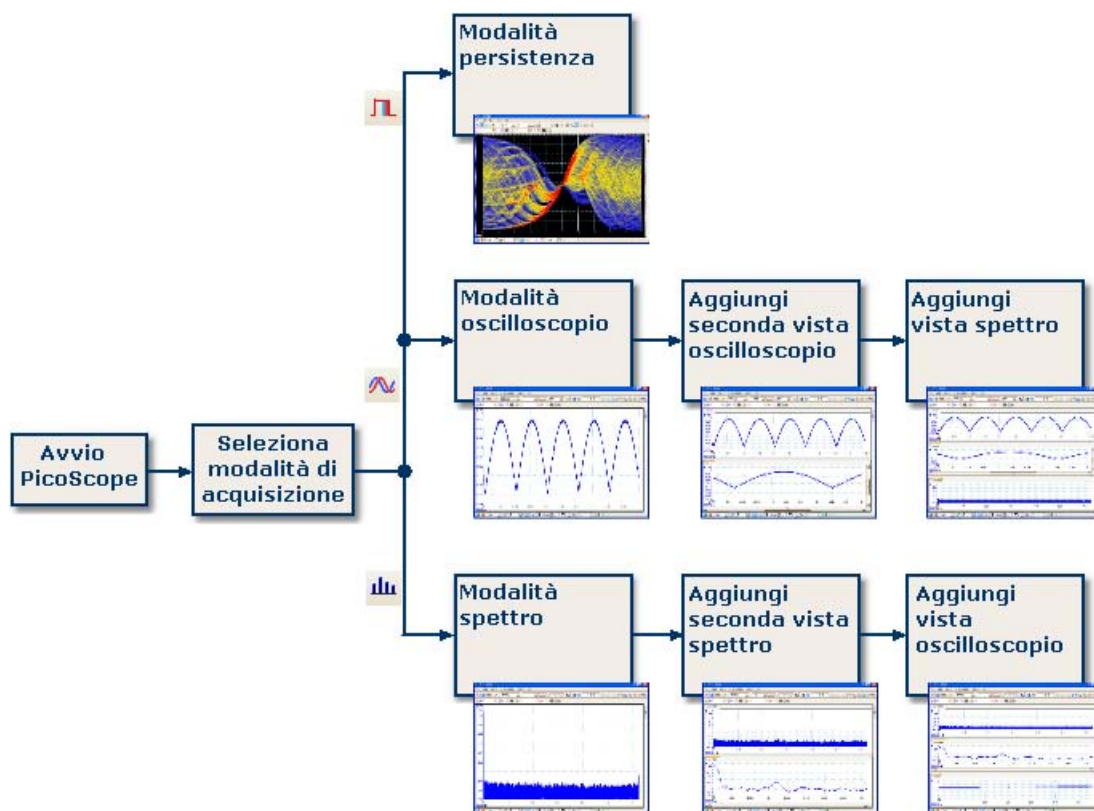 Modalità
persistenza
Modalità
oscilloscopio
Aggiungi
seconda vista
oscilloscopio
Aggiungi
vista spettro
Avvio
PicoScope
Seleziona
modalità di
acquisizione
Modalità
spettro
Aggiungi
seconda vista
spettro
Aggiungi
vista
oscilloscopio